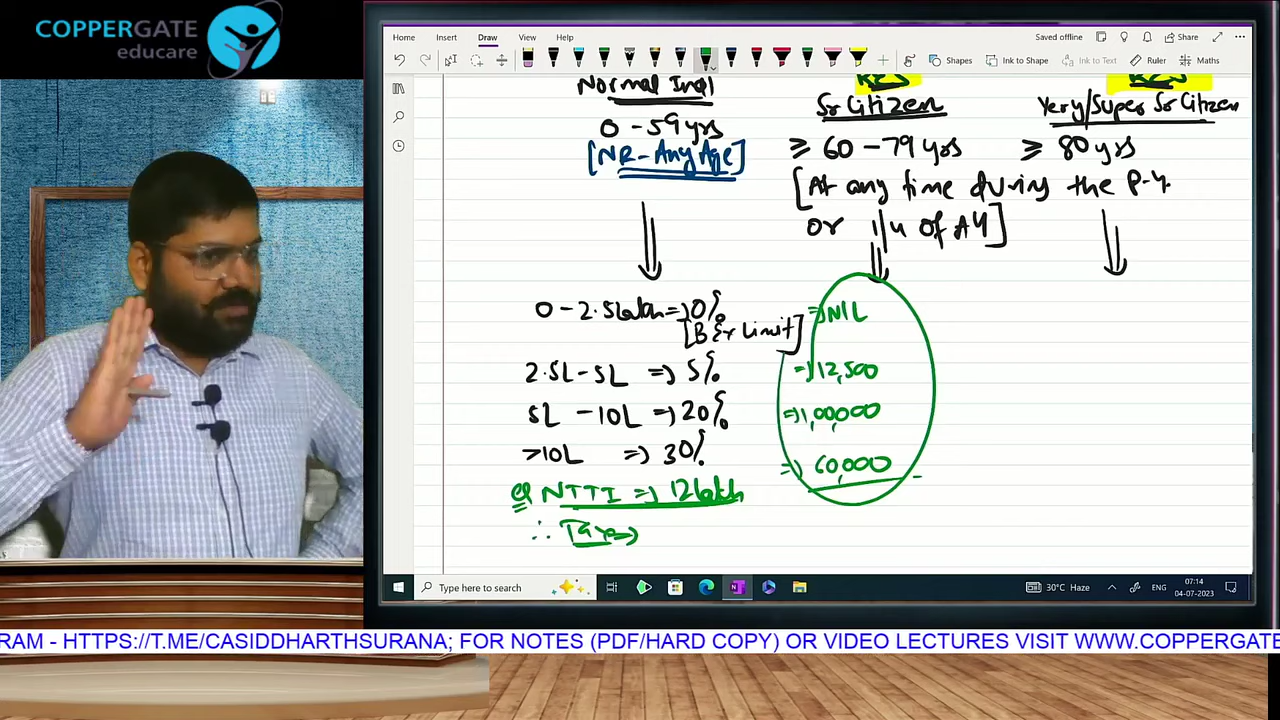 COPPERGATE
educare
Home Insert Draw View Help
Saved offline
Share
Shapes
Ink to Shape
Ink to Text
Ruler
Maths
Normal Indl
0 - 59 yrs
[NR - Any Age]
RES
Sr Citizen
≥ 60 - 79 yrs
RES
Very/Super Sr Citizen
≥ 80 yrs
[At any time during the P.Y.
or 1/4 of AY]
0 - 2.5 Lakh => 0% => NIL
[B Ex Limit]
2.5L - 5L => 5% => 12,500
5L - 10L => 20% => 1,00,000
>10L => 30% => 60,000
eg NTTI => 12 Lakh
∴ Tax =>
Type here to search
30°C Haze
ENG
07:14
04-07-2023
RAM - HTTPS://T.ME/CASIDDHARTHSURANA; FOR NOTES (PDF/HARD COPY) OR VIDEO LECTURES VISIT WWW.COPPERGATE